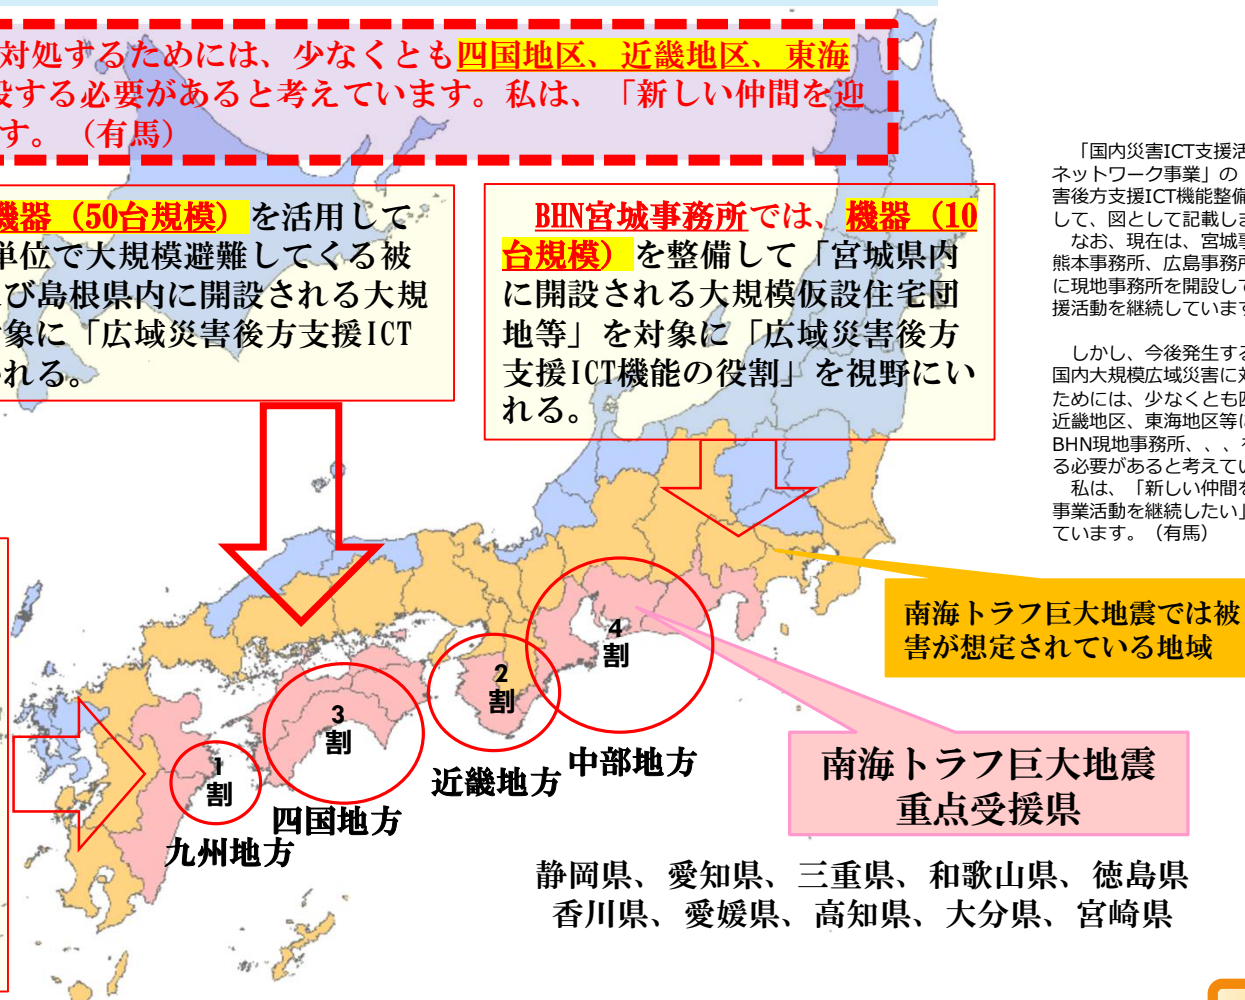 対処するためには、少なくとも四国地区、近畿地区、東海
設する必要があると考えています。私は、「新しい仲間を迎
す。（有馬）
機器（50台規模）を活用して
単位で大規模避難してくる被
び島根県内に開設される大規
対象に「広域災害後方支援ICT
れる。
BHN宮城事務所では、機器（10
台規模）を整備して「宮城県内
に開設される大規模仮設住宅団
地等」を対象に「広域災害後方
支援ICT機能の役割」を視野にい
れる。
「国内災害ICT支援活
ネットワーク事業」の「
害後方支援ICT機能整備
して、図として記載しま
なお、現在は、宮城事
熊本事務所、広島事務所
に現地事務所を開設して
援活動を継続しています
しかし、今後発生する
国内大規模広域災害に対
ためには、少なくとも四
近畿地区、東海地区等に
BHN現地事務所、、、を
る必要があると考えてい
私は、「新しい仲間を
事業活動を継続したい」
ています。（有馬）
南海トラフ巨大地震では被
害が想定されている地域
4
割
2
割
3
割
1
割
中部地方
近畿地方
四国地方
九州地方
南海トラフ巨大地震
重点受援県
静岡県、愛知県、三重県、和歌山県、徳島県
香川県、愛媛県、高知県、大分県、宮崎県